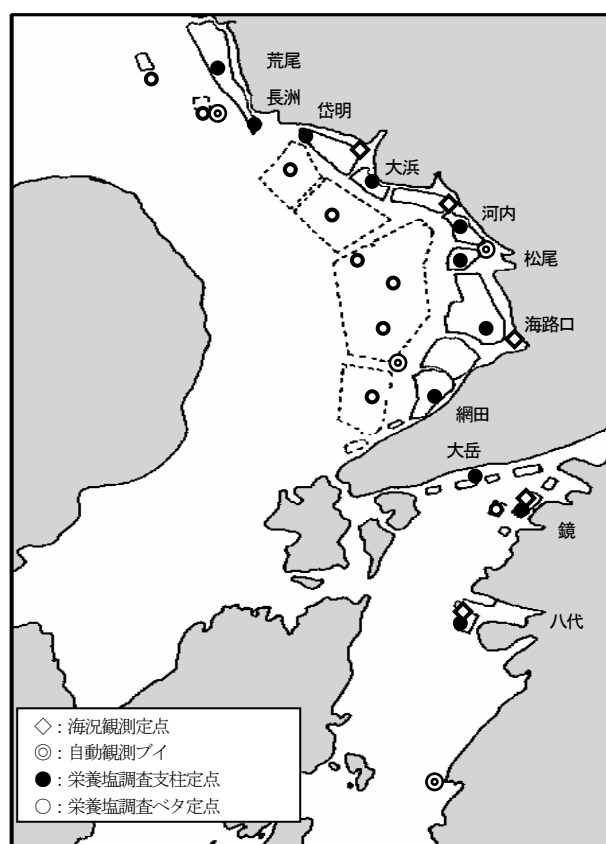 荒尾
長洲
岱明
大浜
河内
松尾
海路口
網田
大岳
鏡
八代
◇：海況観測定点
◎：自動観測ブイ
●：栄養塩調査支柱定点
○：栄養塩調査ベタ定点